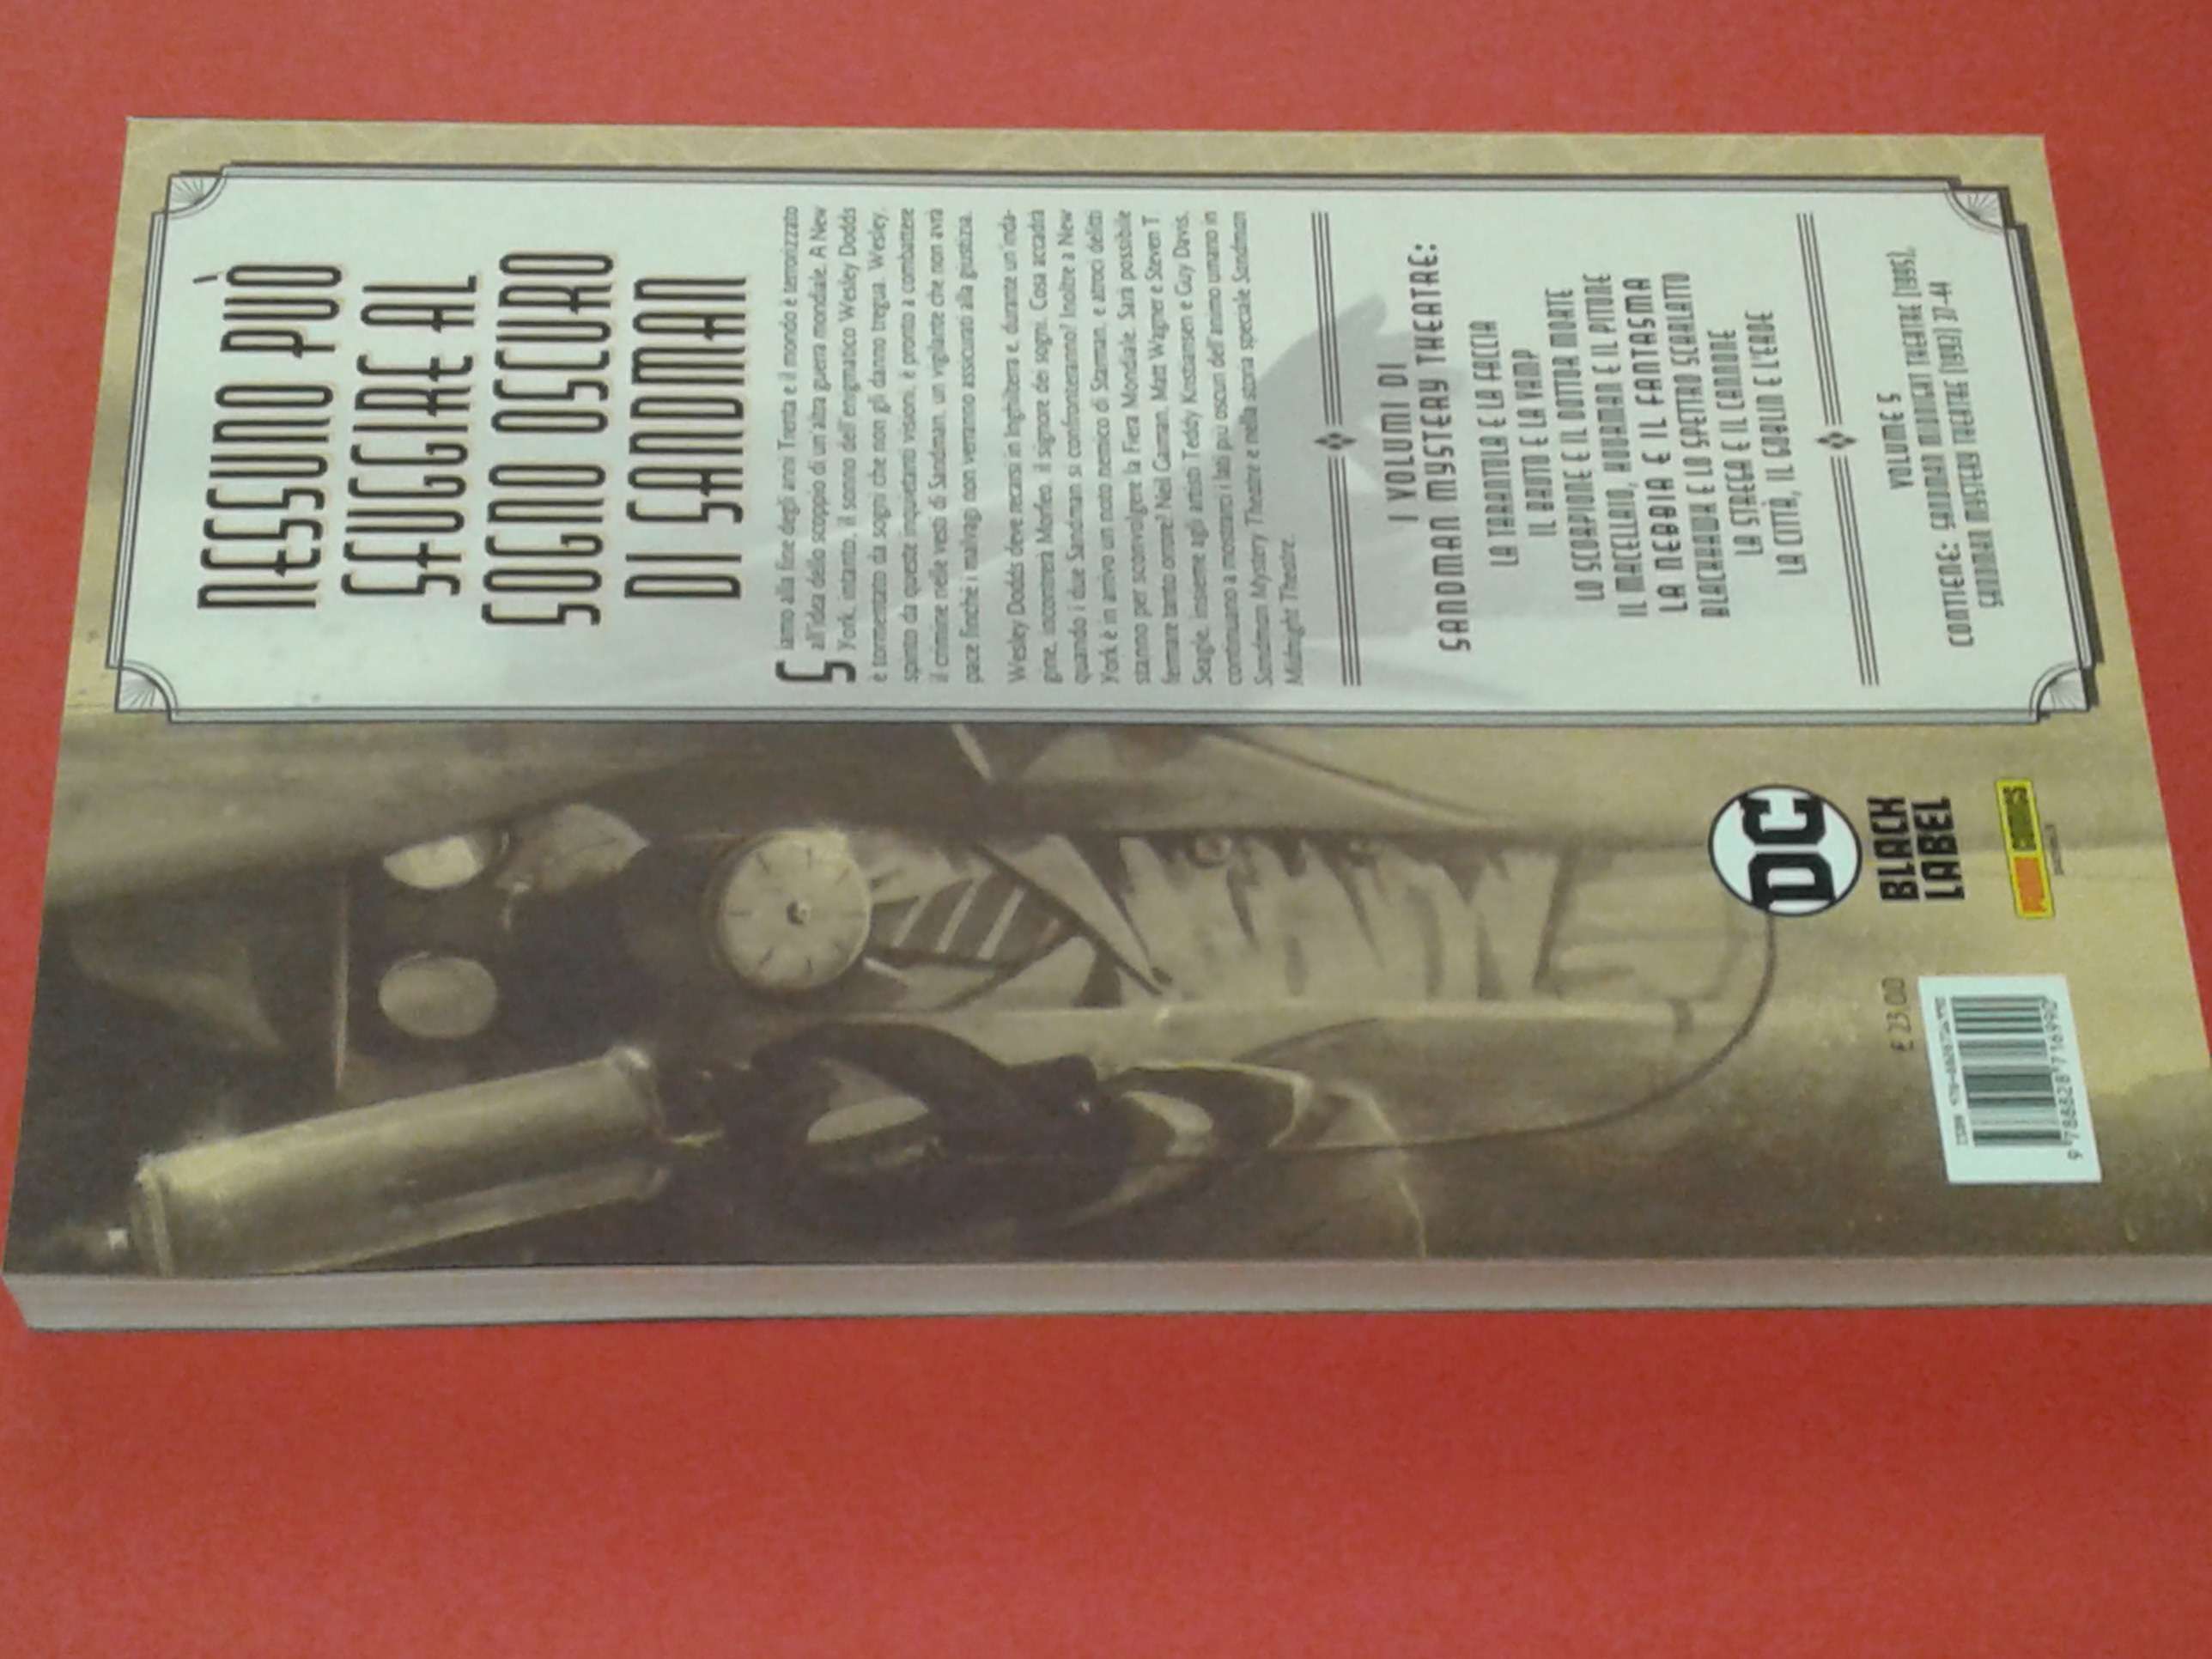 NESSUNO PUÒ
SFUGGIRE AL
SOGNO OSCURO
DI SANDMAN
Siamo alla fine degli anni Trenta e il mondo è terrorizzato
all'idea dello scoppio di un'altra guerra mondiale. A New
York, intanto, il sonno dell'enigmatico Wesley Dodds
è tormentato da sogni che non gli danno tregua. Wesley,
spinto da queste inquietanti visioni, è pronto a combattere
il crimine nelle vesti di Sandman, un vigilante che non avrà
pace finché i malvagi non verranno assicurati alla giustizia.
Wesley Dodds deve recarsi in Inghilterra e, durante un'inda-
gine, incontrerà Morfeo, il signore dei sogni. Cosa accadrà
quando i due Sandman si confronteranno? Inoltre a New
York è in arrivo un noto nemico di Starman, e atroci delitti
stanno per sconvolgere la Fiera Mondiale. Sarà possibile
fermare tanto orrore? Neil Gaiman, Matt Wagner e Steven T.
Seagle, insieme agli artisti Teddy Kristiansen e Guy Davis,
continuano a mostrarci i lati più oscuri dell'animo umano in
Sandman Mystery Theatre e nella storia speciale Sandman
Midnight Theatre.
I VOLUMI DI
SANDMAN MYSTERY THEATRE:
LA TARANTOLA E LA FACCIA
IL BRUTO E LA VAMP
LO SCORPIONE E IL DOTTOR MORTE
IL MACELLAIO, HOURMAN E IL PITONE
LA NEBBIA E IL FANTASMA
BLACKHAWK E LO SPETTRO SCARLATTO
LA STREGA E IL CANNONE
LA CITTÀ, IL GOBLIN E L'EROE
VOLUME 5
CONTIENE: SANDMAN MIDNIGHT THEATRE (1995),
SANDMAN MYSTERY THEATRE (1993) 37-44
DC
BLACK
LABEL
PANINI COMICS
€ 23,00
9 788828 716990